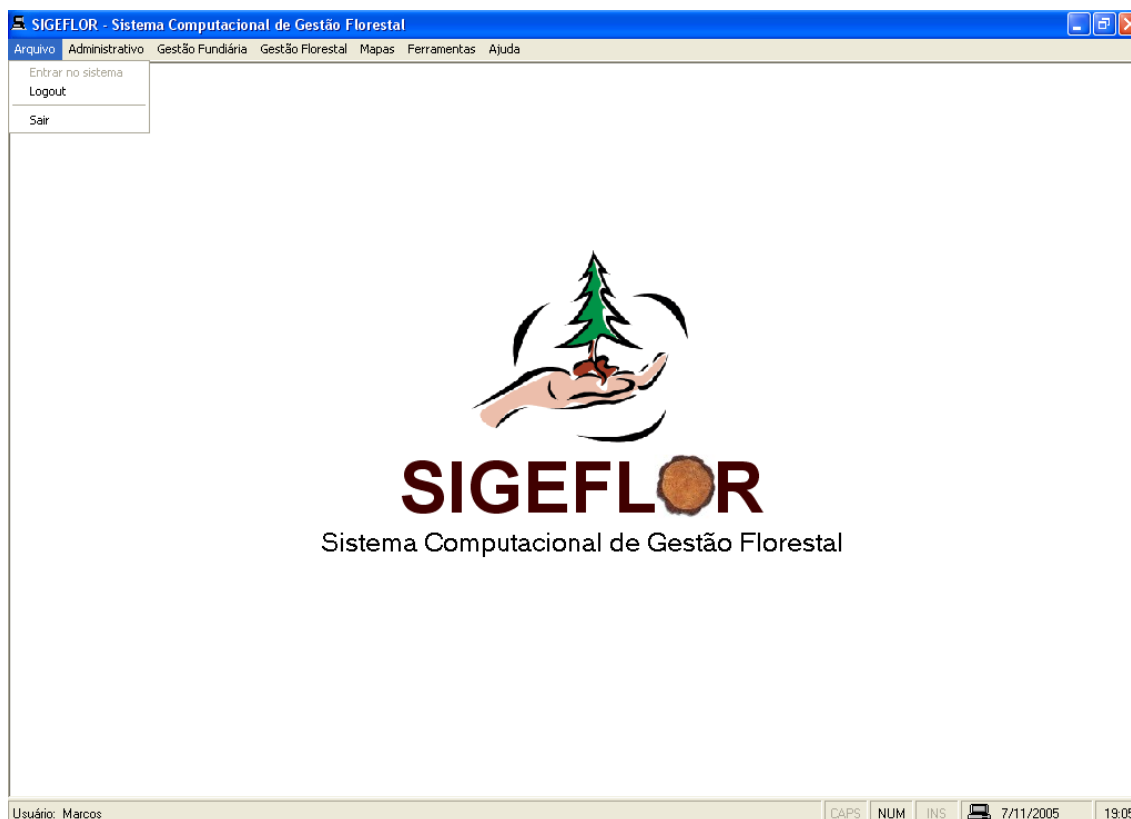 SIGEFLOR - Sistema Computacional de Gestão Florestal
Arquivo Administrativo Gestão Fundiária Gestão Florestal Mapas Ferramentas Ajuda
Entrar no sistema
Logout
Sair
SIGEFLOR
Sistema Computacional de Gestão Florestal
Usuário: Marcos CAPS NUM INS 7/11/2005 19:05